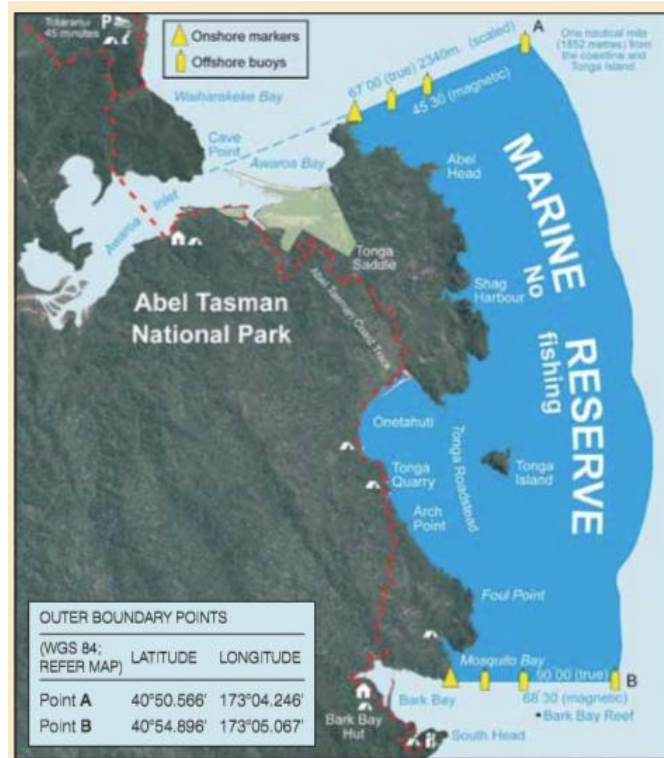 Totaranui
45 minutes
P
Onshore markers
Offshore buoys
A
One nautical mile
(1852 metres) from
the coastline and
Tonga Island.
67°00 (true) 2340m. (scaled)
45°30 (magnetic)
Waiharakeke Bay
Cave
Point
Awaroa Bay
Awaroa Inlet
Abel
Head
Tonga
Saddle
Abel Tasman
National Park
Abel Tasman Coast Track
Shag
Harbour
MARINE
No
fishing
RESERVE
Onetahuti
Tonga
Quarry
Tonga Roadstead
Tonga
Island
Arch
Point
Foul Point
Mosquito Bay
90°00 (true)
B
68°30 (magnetic)
Bark Bay
Bark Bay Reef
Bark Bay
Hut
South Head
OUTER BOUNDARY POINTS
(WGS 84;
REFER MAP) LATITUDE LONGITUDE
Point A 40°50.566' 173°04.246'
Point B 40°54.896' 173°05.067'